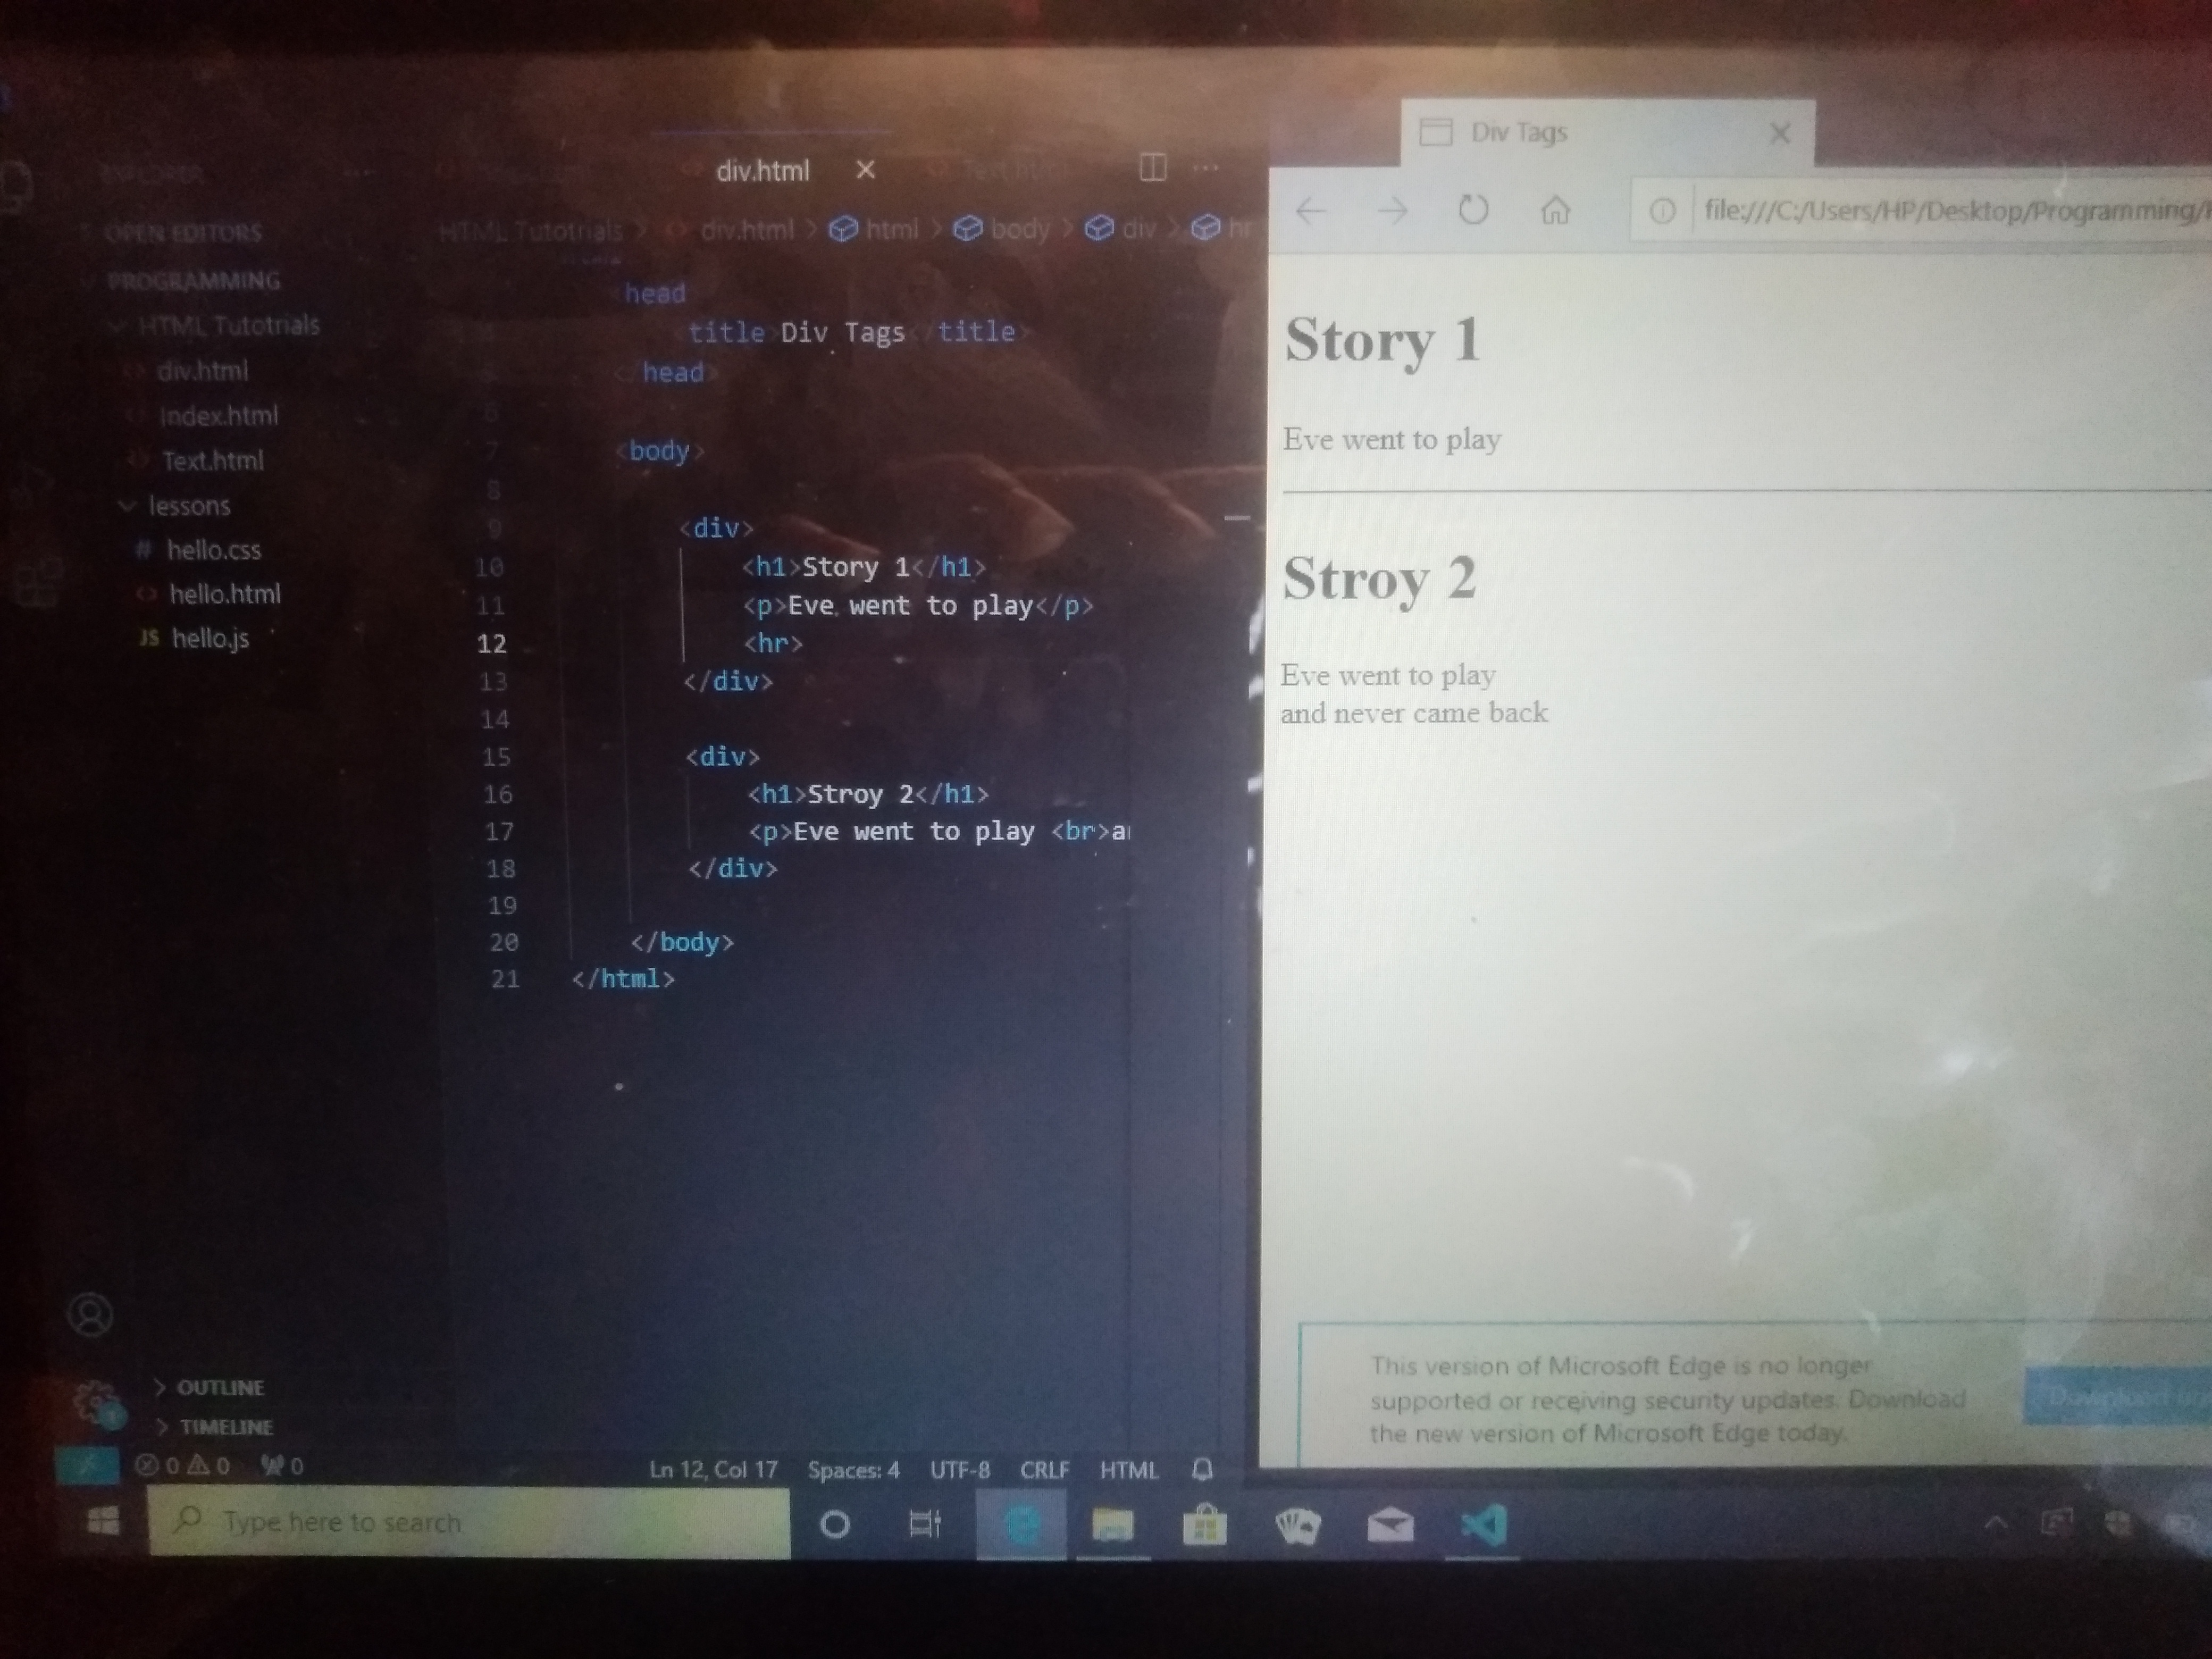 EXPLORER
OPEN EDITORS
PROGRAMMING
HTML Tutotrials
div.html
Index.html
Text.html
lessons
# hello.css
<> hello.html
JS hello.js
OUTLINE
TIMELINE
div.html
Text.html
HTML Tutotrials > div.html > html > body > div > hr
head
title Div Tags </title>
</head>
6
7 <body>
8
9 <div>
10 <h1>Story 1</h1>
11 <p>Eve went to play</p>
12 <hr>
13 </div>
14
15 <div>
16 <h1>Stroy 2</h1>
17 <p>Eve went to play <br>a
18 </div>
19
20 </body>
21 </html>
0 0 0
Ln 12, Col 17 Spaces: 4 UTF-8 CRLF HTML
Div Tags
file:///C:/Users/HP/Desktop/Programming/
Story 1
Eve went to play
Stroy 2
Eve went to play
and never came back
This version of Microsoft Edge is no longer
supported or receiving security updates. Download
the new version of Microsoft Edge today.
Download
Type here to search